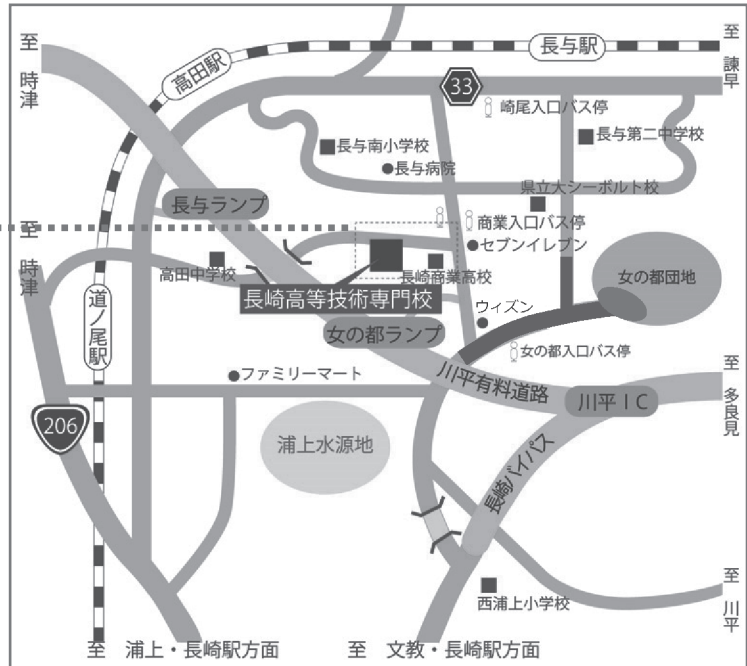 至 時津
高田駅
長与駅
至 諫早
33
崎尾入口バス停
長与南小学校
長与第二中学校
長与病院
県立大シーボルト校
長与ランプ
商業入口バス停
至 時津
セブンイレブン
高田中学校
長崎商業高校
女の都団地
長崎高等技術専門校
道ノ尾駅
ウィズン
女の都ランプ
女の都入口バス停
ファミリーマート
川平有料道路
至 多良見
川平IC
206
浦上水源地
長崎バイパス
西浦上小学校
至 川平
至 浦上・長崎駅方面
至 文教・長崎駅方面